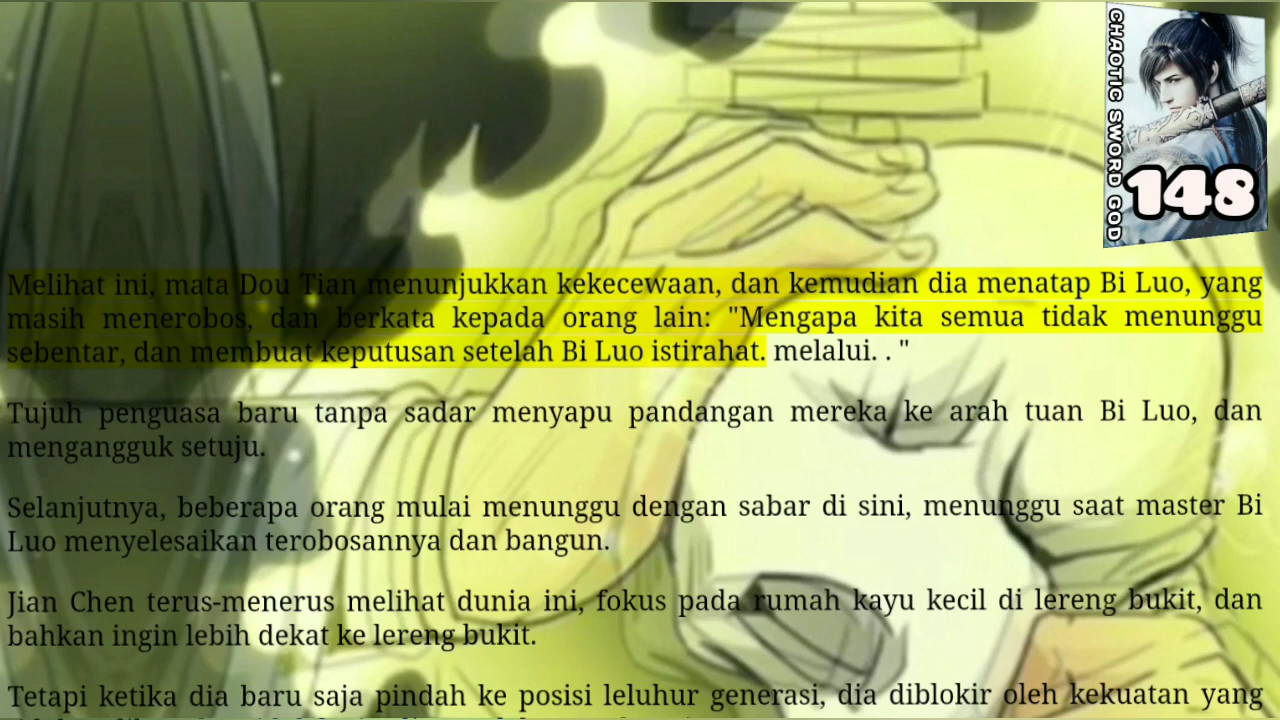 CHAOTIC SWORD GOD
148
Melihat ini, mata Dou Tian menunjukkan kekecewaan, dan kemudian dia menatap Bi Luo, yang
masih menerobos, dan berkata kepada orang lain: "Mengapa kita semua tidak menunggu
sebentar, dan membuat keputusan setelah Bi Luo istirahat. melalui. . "
Tujuh penguasa baru tanpa sadar menyapu pandangan mereka ke arah tuan Bi Luo, dan
mengangguk setuju.
Selanjutnya, beberapa orang mulai menunggu dengan sabar di sini, menunggu saat master Bi
Luo menyelesaikan terobosannya dan bangun.
Jian Chen terus-menerus melihat dunia ini, fokus pada rumah kayu kecil di lereng bukit, dan
bahkan ingin lebih dekat ke lereng bukit.
Tetapi ketika dia baru saja pindah ke posisi leluhur generasi, dia diblokir oleh kekuatan yang